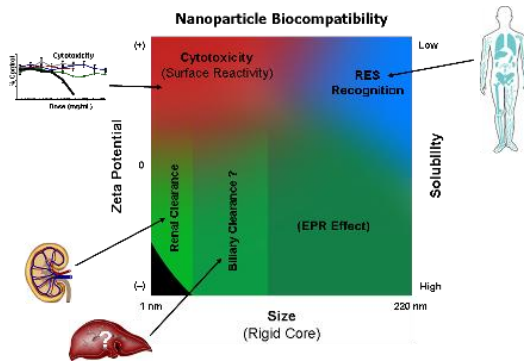 Nanoparticle Biocompatibility
Cytotoxicity
% Control
Dose (mg/mL)
(+)
0
(–)
Zeta Potential
Cytotoxicity
(Surface Reactivity)
RES
Recognition
Low
Solubility
High
Renal Clearance
Biliary Clearance ?
(EPR Effect)
?
?
1 nm
220 nm
Size
(Rigid Core)